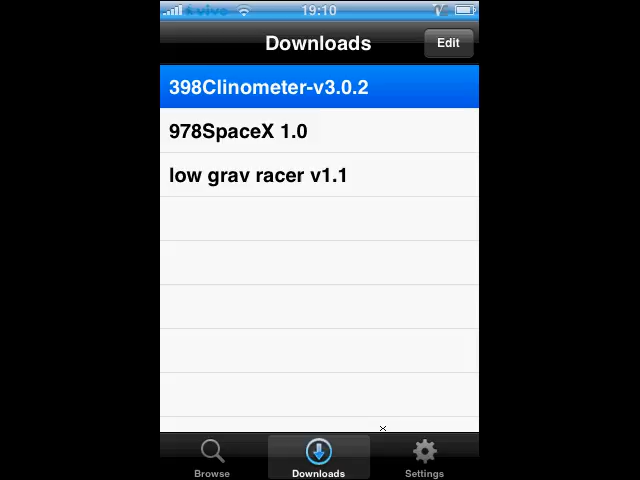 vivo 19:10
Downloads Edit
398Clinometer-v3.0.2
978SpaceX 1.0
low grav racer v1.1
Browse Downloads Settings